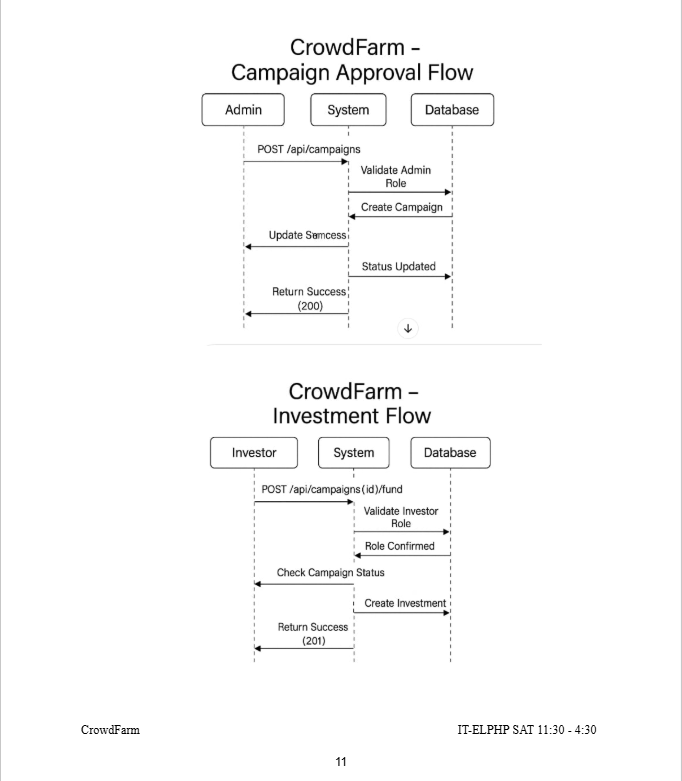 CrowdFarm –
Campaign Approval Flow
Admin
System
Database
POST /api/campaigns
Validate Admin
Role
Create Campaign
Update Somcess
Status Updated
Return Success
(200)
CrowdFarm –
Investment Flow
Investor
System
Database
POST /api/campaigns(id)/fund
Validate Investor
Role
Role Confirmed
Check Campaign Status
Create Investment
Return Success
(201)
CrowdFarm
IT-ELPHP SAT 11:30 - 4:30
11